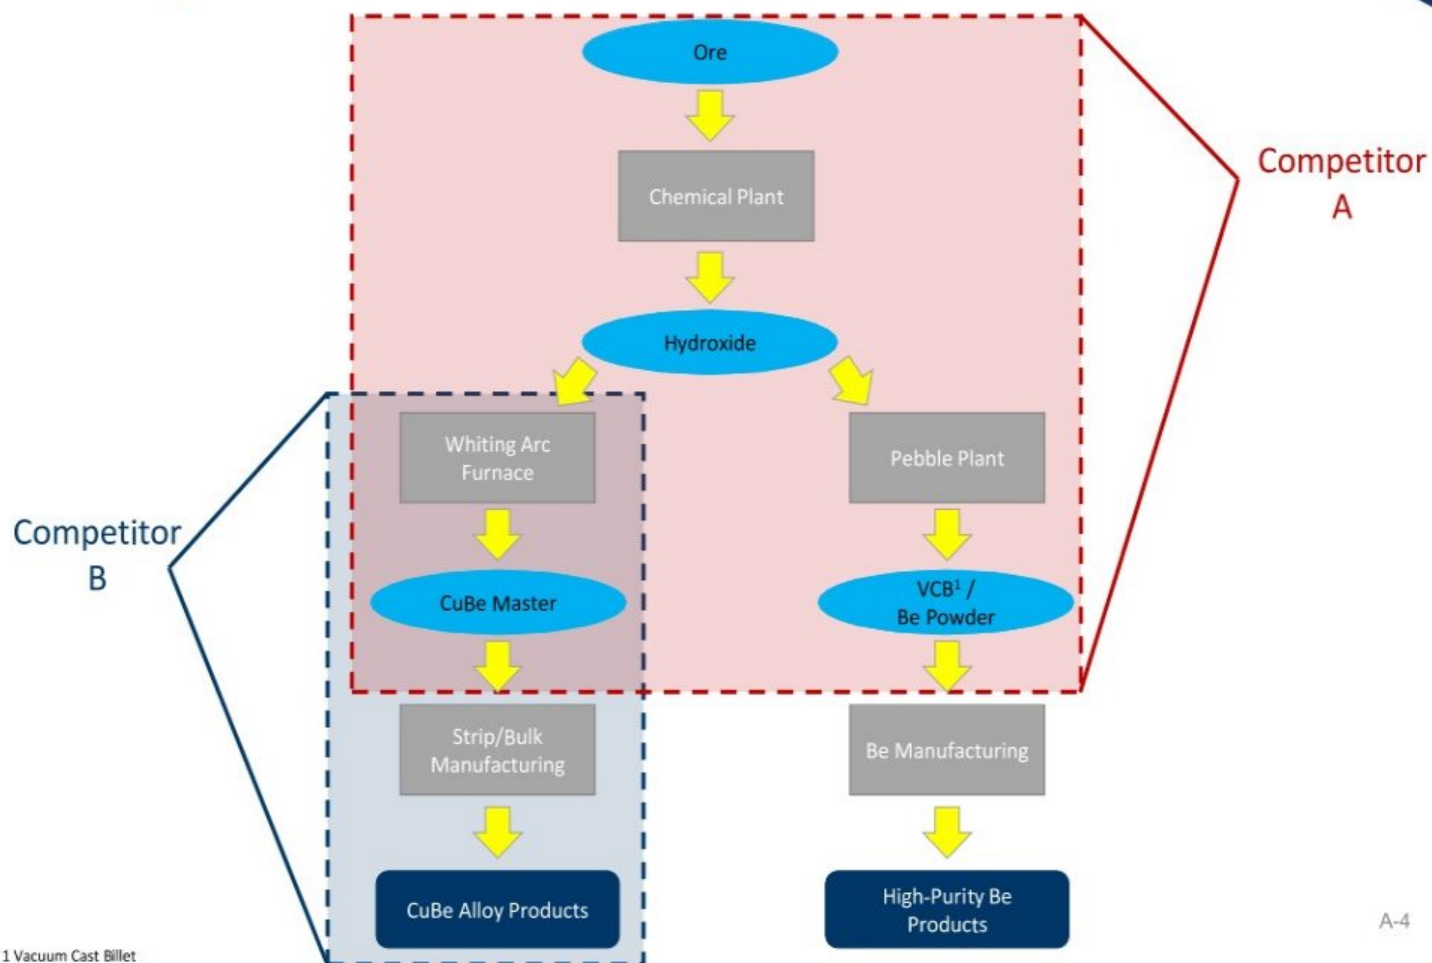 Ore
Chemical Plant
Competitor
A
Hydroxide
Whiting Arc
Furnace
Pebble Plant
Competitor
B
CuBe Master
VCB¹ /
Be Powder
Strip/Bulk
Manufacturing
Be Manufacturing
CuBe Alloy Products
High-Purity Be
Products
A-4
1 Vacuum Cast Billet